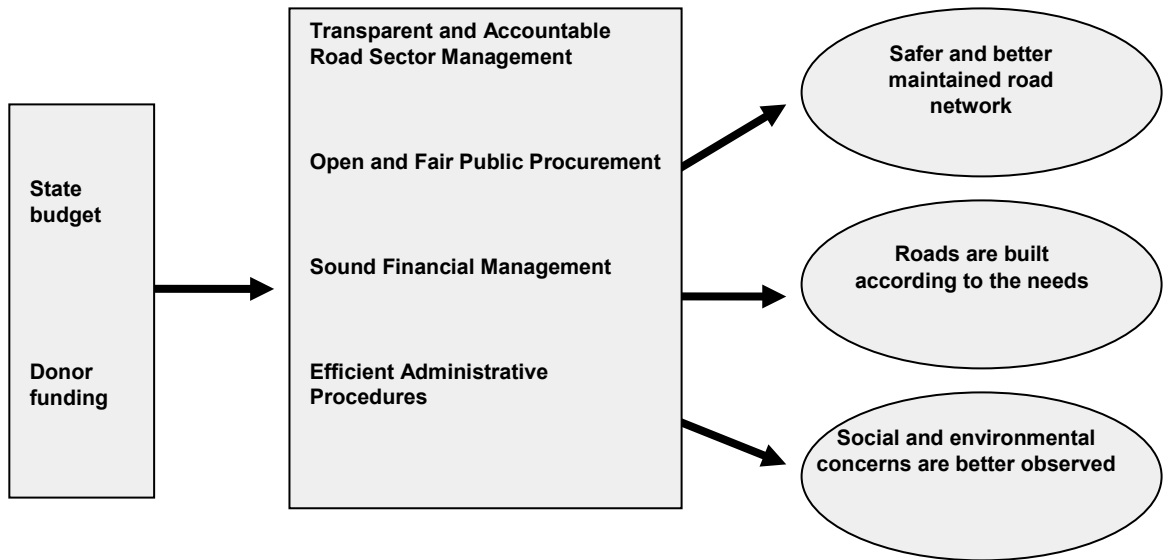 State
budget
Donor
funding
Transparent and Accountable
Road Sector Management
Open and Fair Public Procurement
Sound Financial Management
Efficient Administrative
Procedures
Safer and better
maintained road
network
Roads are built
according to the needs
Social and environmental
concerns are better observed